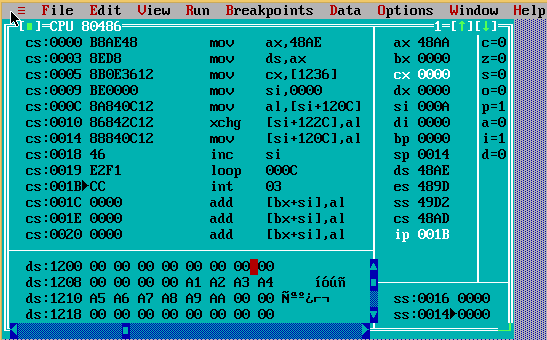 ≡ File Edit View Run Breakpoints Data Options Window Help
[■]=CPU 80486 1=[↑][↓]
cs:0000 B8AE48 mov ax,48AE ax 48AA c=0
cs:0003 8ED8 mov ds,ax bx 0000 z=0
cs:0005 8B0E3612 mov cx,[1236] cx 0000 s=0
cs:0009 BE0000 mov si,0000 dx 0000 o=0
cs:000C 8A840C12 mov al,[si+120C] si 000A p=1
cs:0010 86842C12 xchg [si+122C],al di 0000 a=0
cs:0014 88840C12 mov [si+120C],al bp 0000 i=1
cs:0018 46 inc si sp 0014 d=0
cs:0019 E2F1 loop 000C ds 48AE
cs:001B►CC int 03 es 489D
cs:001C 0000 add [bx+si],al ss 49D2
cs:001E 0000 add [bx+si],al cs 48AD
cs:0020 0000 add [bx+si],al ip 001B
ds:1200 00 00 00 00 00 00 00 00
ds:1208 00 00 00 00 A1 A2 A3 A4 íóúñ
ds:1210 A5 A6 A7 A8 A9 AA 00 00 Ѫº¿⌐¬ ss:0016 0000
ds:1218 00 00 00 00 00 00 00 00 ss:0014►0000